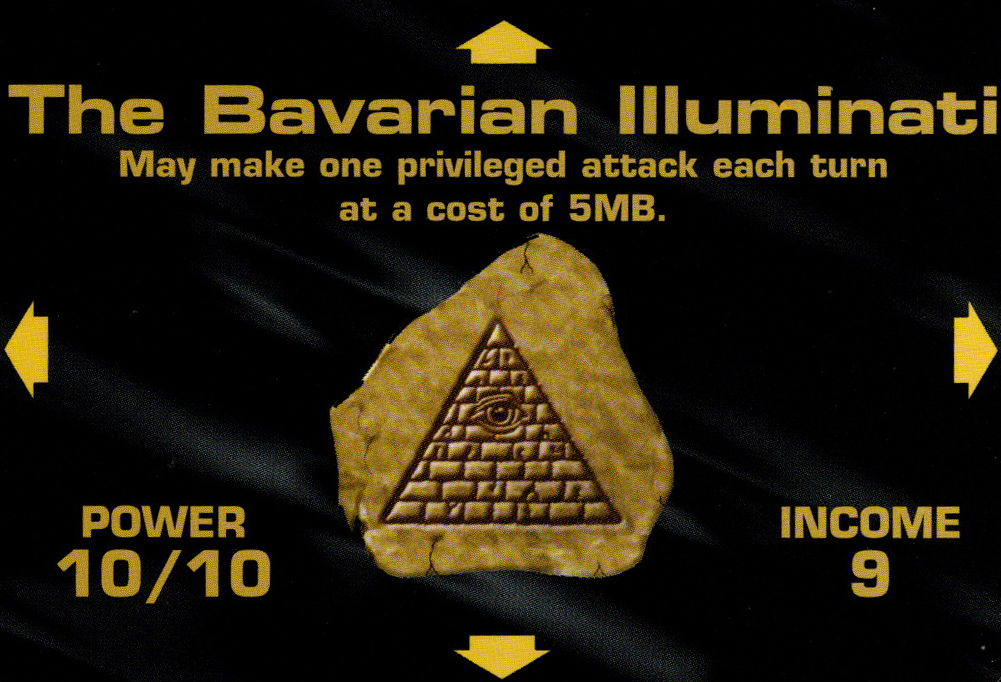 The Bavarian Illuminati
May make one privileged attack each turn
at a cost of 5MB.
POWER
10/10
INCOME
9